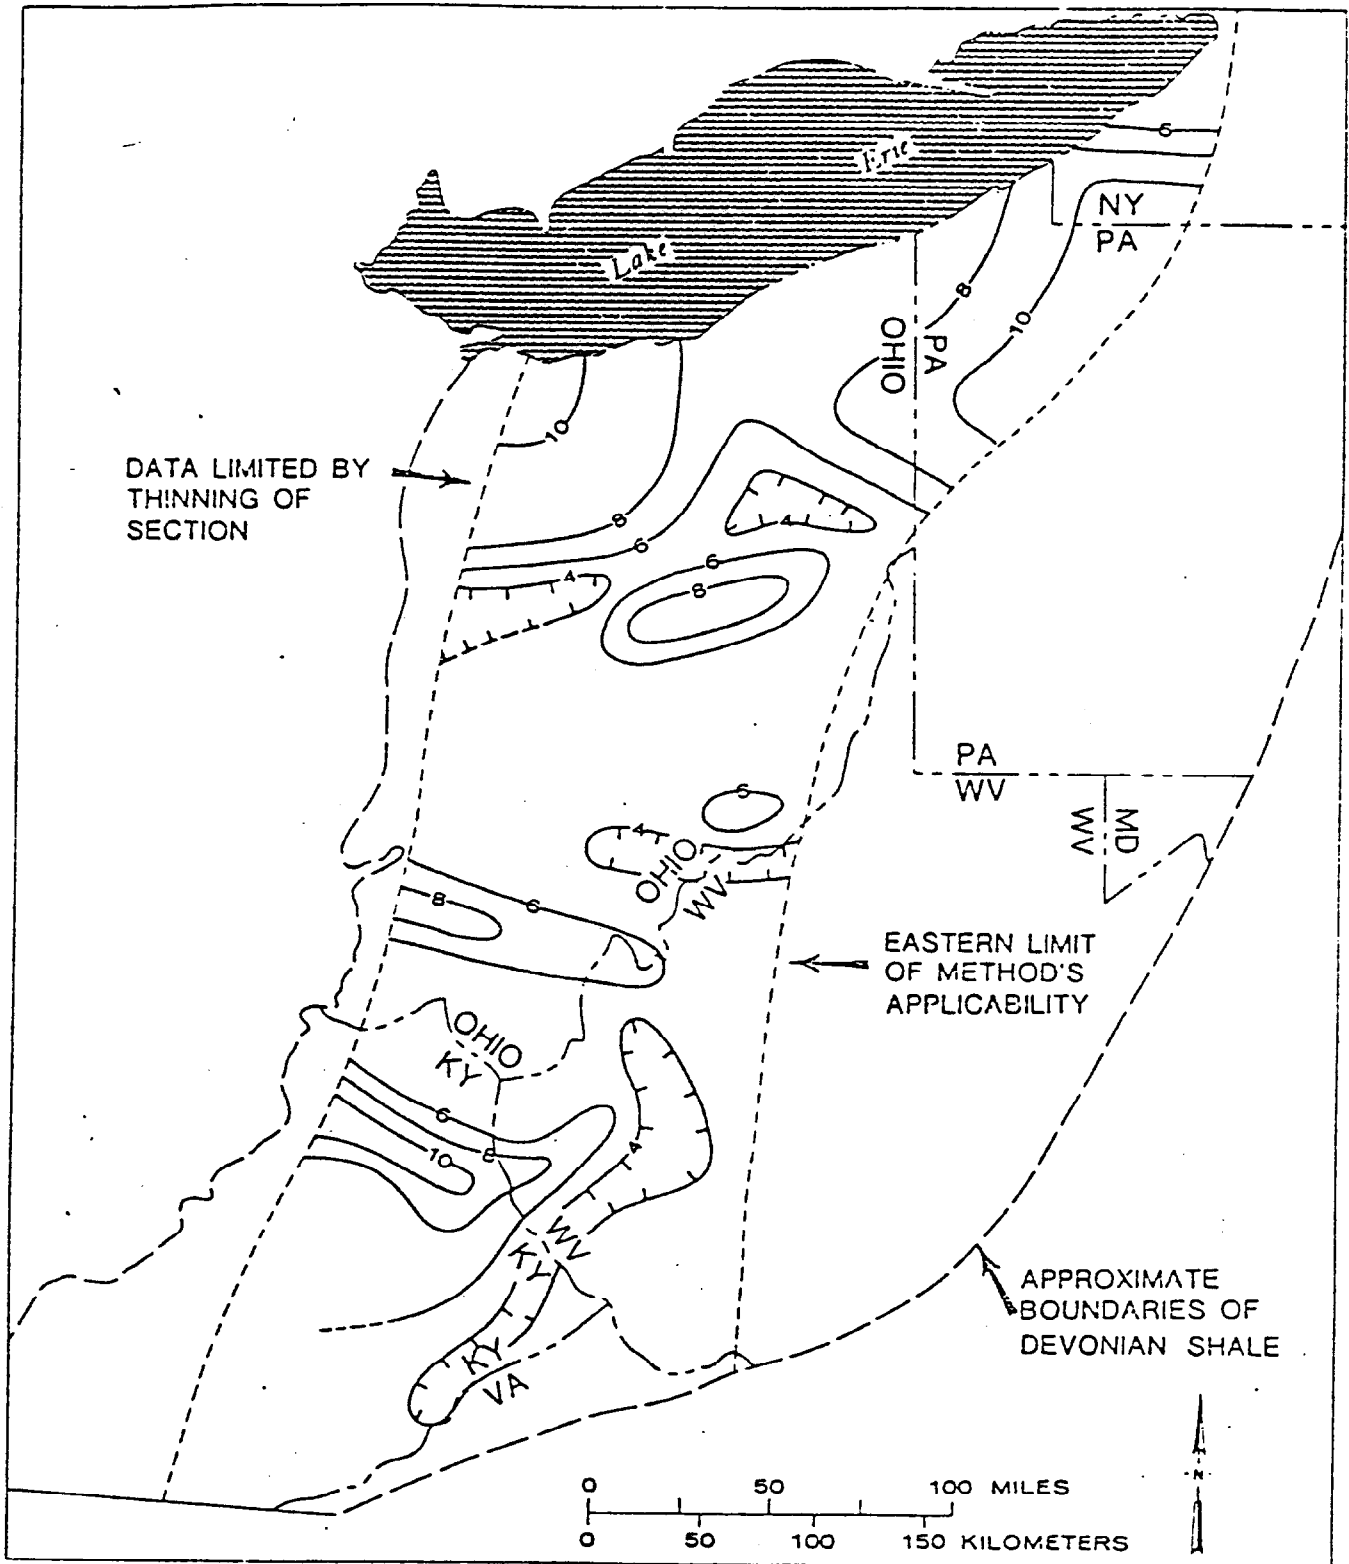 6
Erie
NY
PA
Lake
8
10
PA
OHIO
10
DATA LIMITED BY
THINNING OF
SECTION
8
4
6
6
4
8
PA
WV
MD
WV
6
4
OHIO
WV
8
6
EASTERN LIMIT
OF METHOD'S
APPLICABILITY
OHIO
KY
6
4
8
10
WV
KY
APPROXIMATE
BOUNDARIES OF
DEVONIAN SHALE
KY
VA
0 50 100 MILES
0 50 100 150 KILOMETERS
N